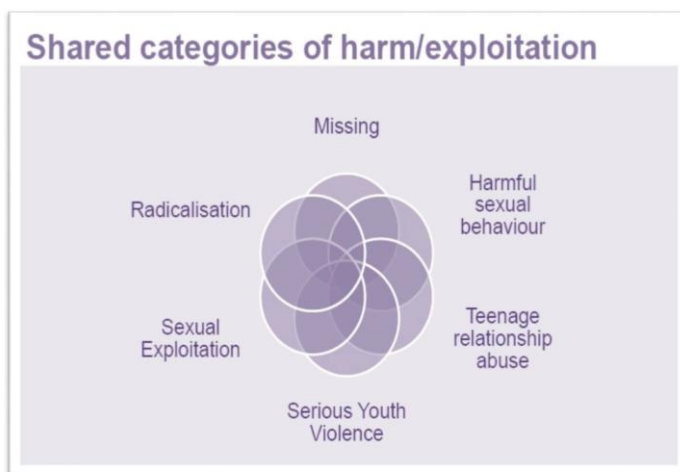 Shared categories of harm/exploitation
Missing
Harmful
sexual
behaviour
Teenage
relationship
abuse
Serious Youth
Violence
Sexual
Exploitation
Radicalisation